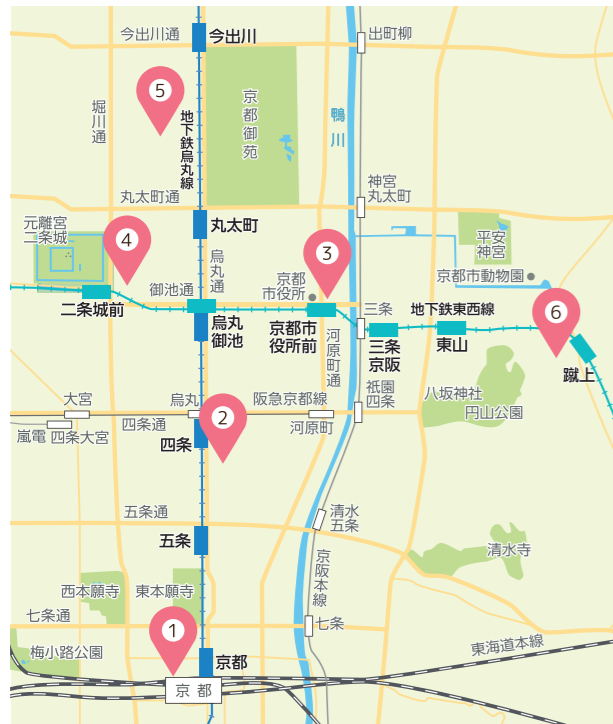 今出川通
今出川
出町柳
5
堀川通
地下鉄烏丸線
京都御苑
鴨川
丸太町通
神宮
丸太町
丸太町
元離宮
二条城
4
烏丸通
3
平安
神宮
京都市動物園
御池通
京都
市役所
二条城前
烏丸
御池
京都市
役所前
三条
三条
京阪
地下鉄東西線
東山
6
蹴上
河原町通
八坂神社
円山公園
祇園
四条
大宮
烏丸
阪急京都線
2
四条通
河原町
嵐電
四条大宮
四条
五条通
清水
五条
五条
清水寺
京阪本線
西本願寺
東本願寺
七条通
七条
1
梅小路公園
京都
東海道本線
京都